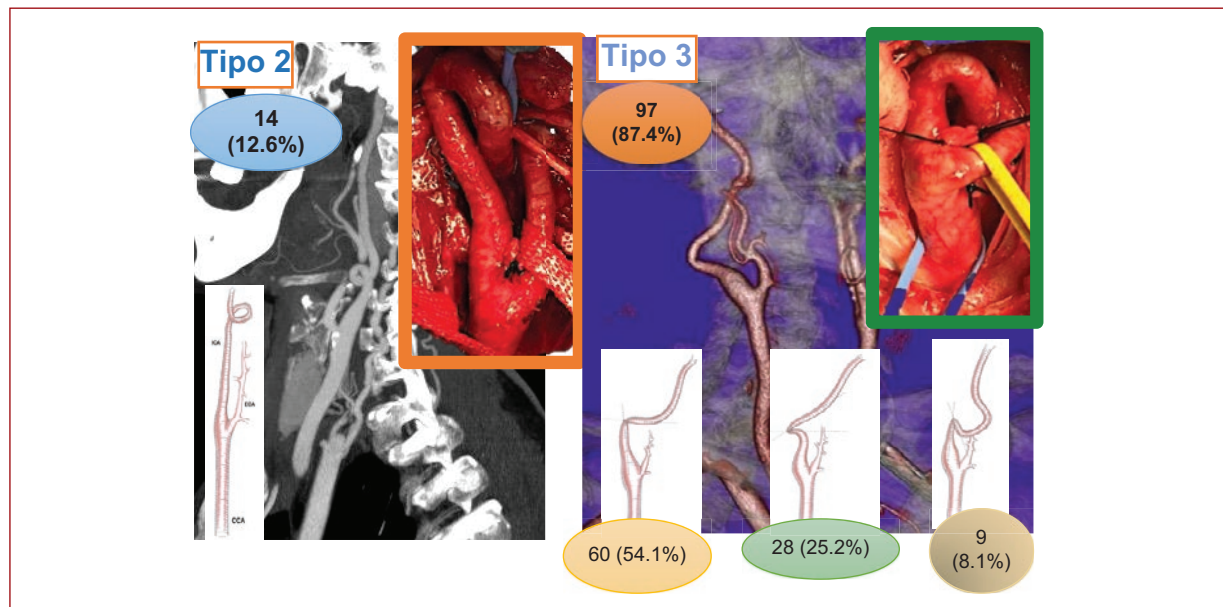 Tipo 2
14
(12.6%)
Tipo 3
97
(87.4%)
ICA
ECA
CCA
60 (54.1%)
28 (25.2%)
9
(8.1%)